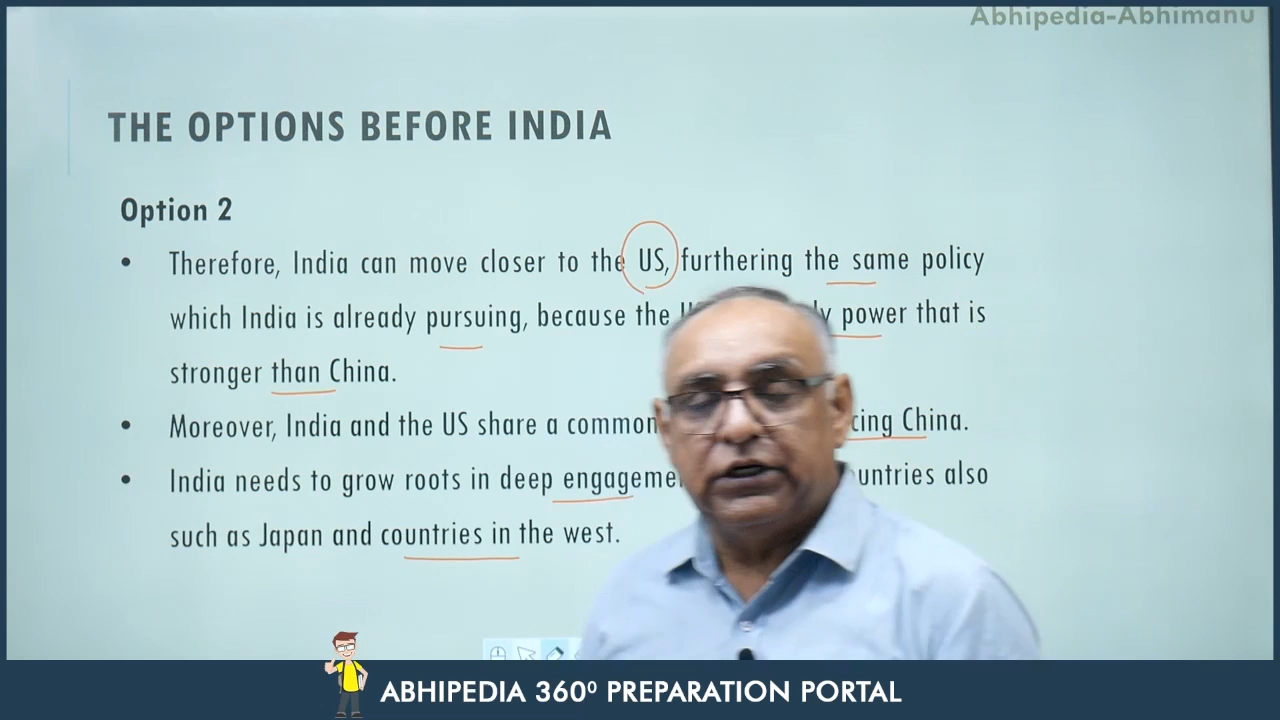 Abhipedia-Abhimanu
THE OPTIONS BEFORE INDIA
Option 2
• Therefore, India can move closer to the US, furthering the same policy
which India is already pursuing, because the power that is
stronger than China.
• Moreover, India and the US share a common China.
• India needs to grow roots in deep also
such as Japan and countries in the west.
ABHIPEDIA 360⁰ PREPARATION PORTAL